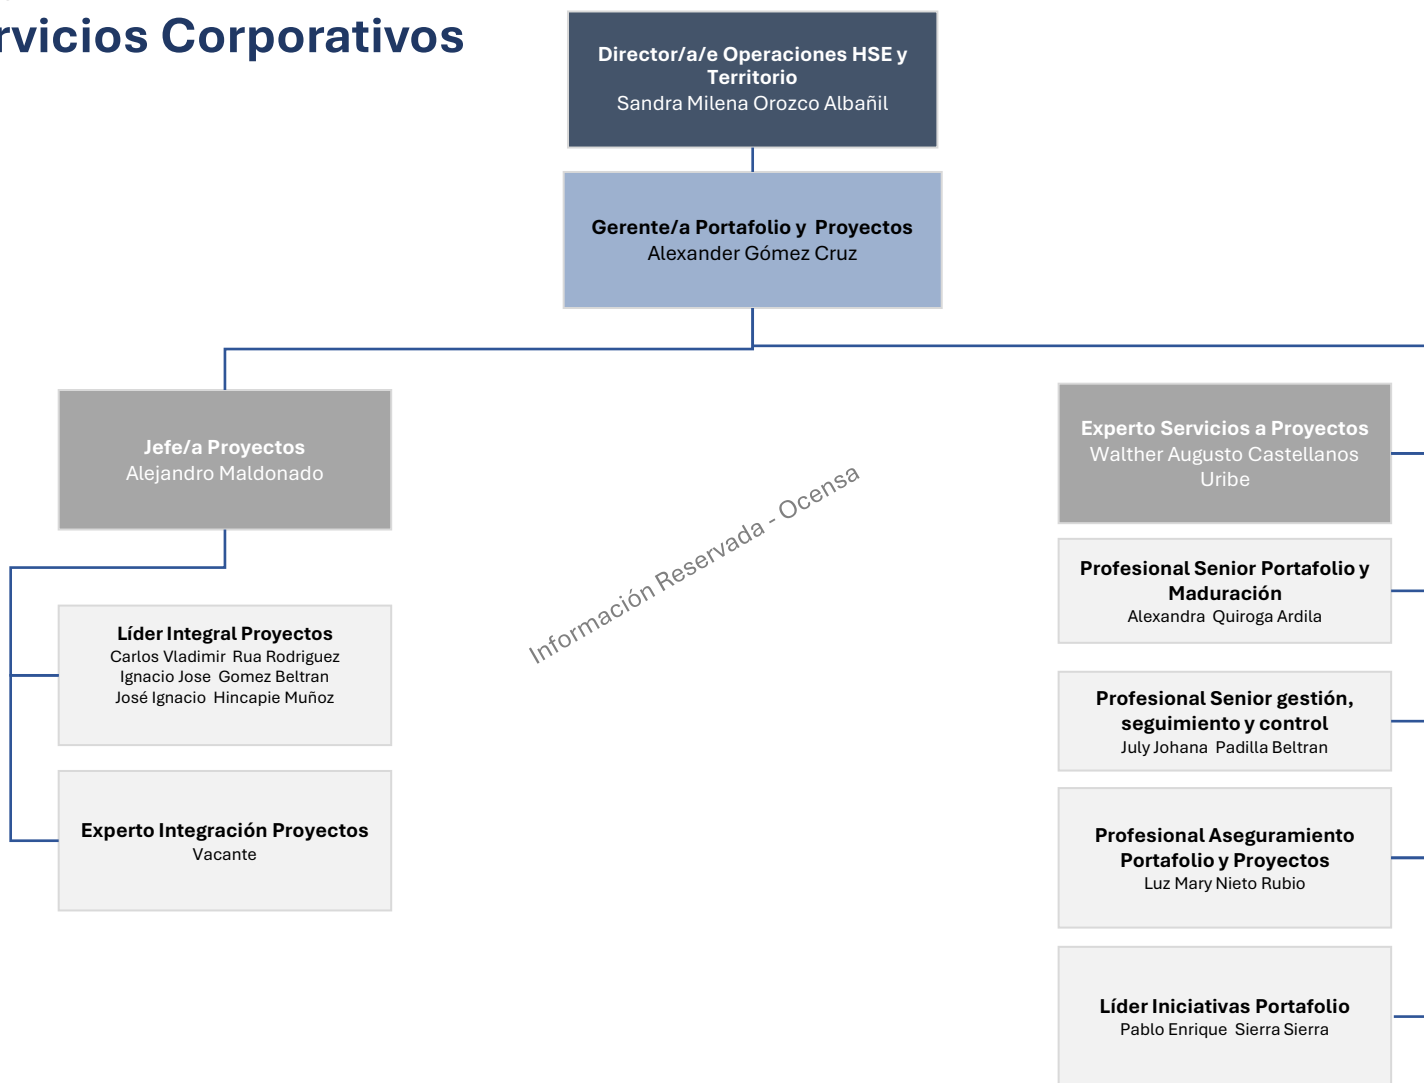 rvicios Corporativos
Director/a/e Operaciones HSE y
Territorio
Sandra Milena Orozco Albañil
Gerente/a Portafolio y Proyectos
Alexander Gómez Cruz
Jefe/a Proyectos
Alejandro Maldonado
Líder Integral Proyectos
Carlos Vladimir Rua Rodriguez
Ignacio Jose Gomez Beltran
José Ignacio Hincapie Muñoz
Experto Integración Proyectos
Vacante
Información Reservada - Ocensa
Experto Servicios a Proyectos
Walther Augusto Castellanos
Uribe
Profesional Senior Portafolio y
Maduración
Alexandra Quiroga Ardila
Profesional Senior gestión,
seguimiento y control
July Johana Padilla Beltran
Profesional Aseguramiento
Portafolio y Proyectos
Luz Mary Nieto Rubio
Líder Iniciativas Portafolio
Pablo Enrique Sierra Sierra